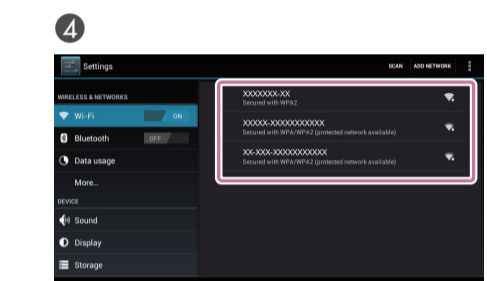 4
Settings
SCAN ADD NETWORK
WIRELESS & NETWORKS
Wi-Fi ON
Bluetooth OFF
Data usage
More...
DEVICE
Sound
Display
Storage
XXXXXXX-XX
Secured with WPA2
XXXXX-XXXXXXXXXXX
Secured with WPA/WPA2 (protected network available)
XX-XXX-XXXXXXXXXXX
Secured with WPA/WPA2 (protected network available)